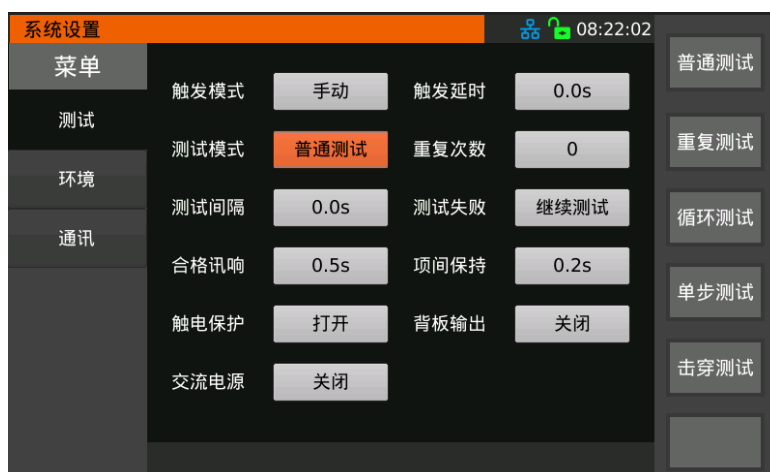 系统设置 08:22:02
菜单
测试
环境
通讯
触发模式 手动 触发延时 0.0s
测试模式 普通测试 重复次数 0
测试间隔 0.0s 测试失败 继续测试
合格讯响 0.5s 项间保持 0.2s
触电保护 打开 背板输出 关闭
交流电源 关闭
普通测试
重复测试
循环测试
单步测试
击穿测试